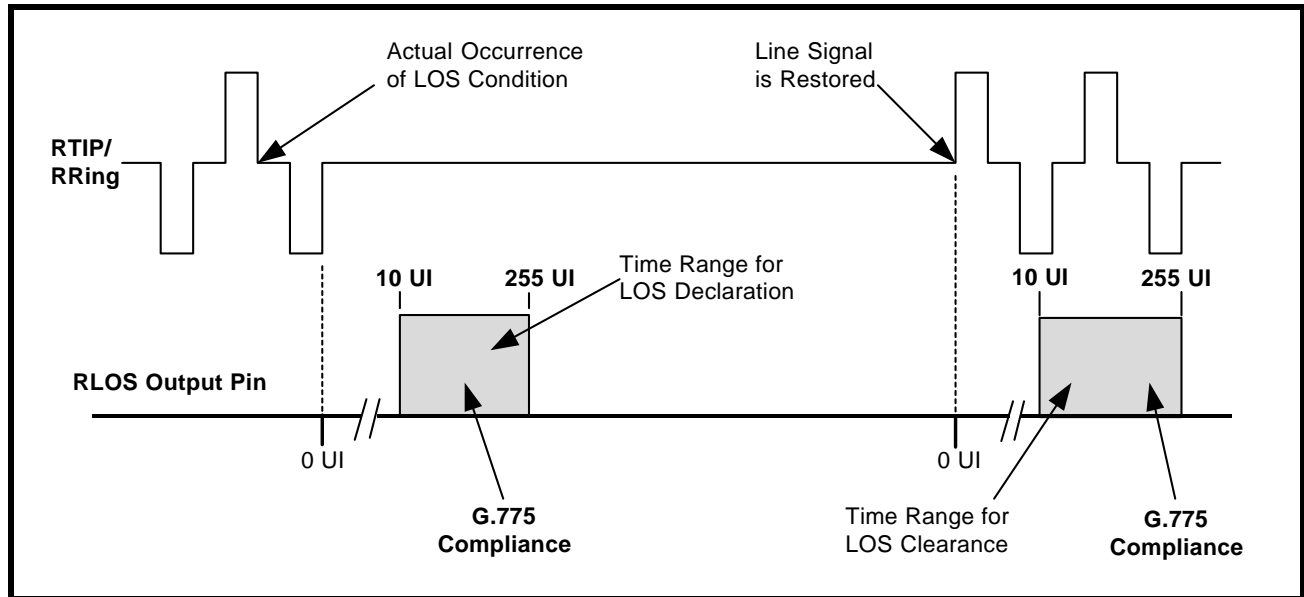 Actual Occurrence
of LOS Condition
Line Signal
is Restored
RTIP/
RRing
10 UI
255 UI
Time Range for
LOS Declaration
10 UI
255 UI
RLOS Output Pin
0 UI
0 UI
G.775
Compliance
Time Range for
LOS Clearance
G.775
Compliance